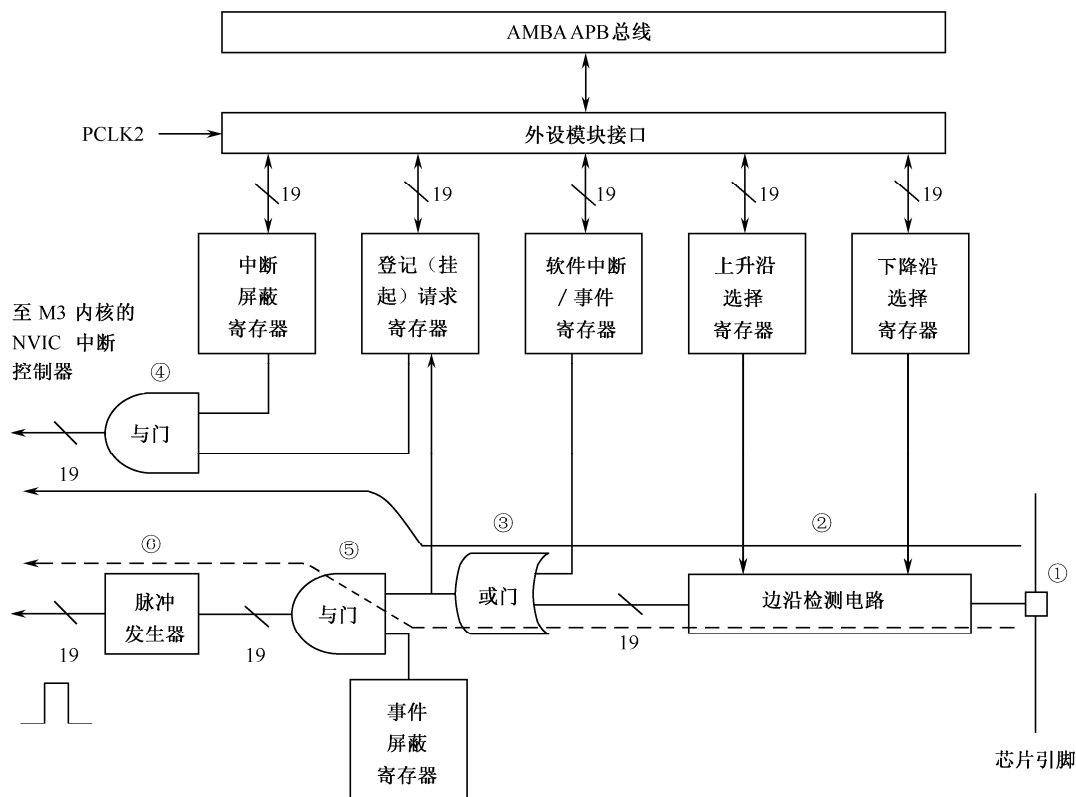 AMBA APB总线
PCLK2
外设模块接口
19
19
19
19
19
中断
屏蔽
寄存器
登记（挂
起）请求
寄存器
软件中断
/事件
寄存器
上升沿
选择
寄存器
下降沿
选择
寄存器
至 M3 内核的
NVIC 中断
控制器
④
与门
19
③
②
⑥
⑤
①
脉冲
发生器
与门
或门
边沿检测电路
19
19
19
事件
屏蔽
寄存器
芯片引脚